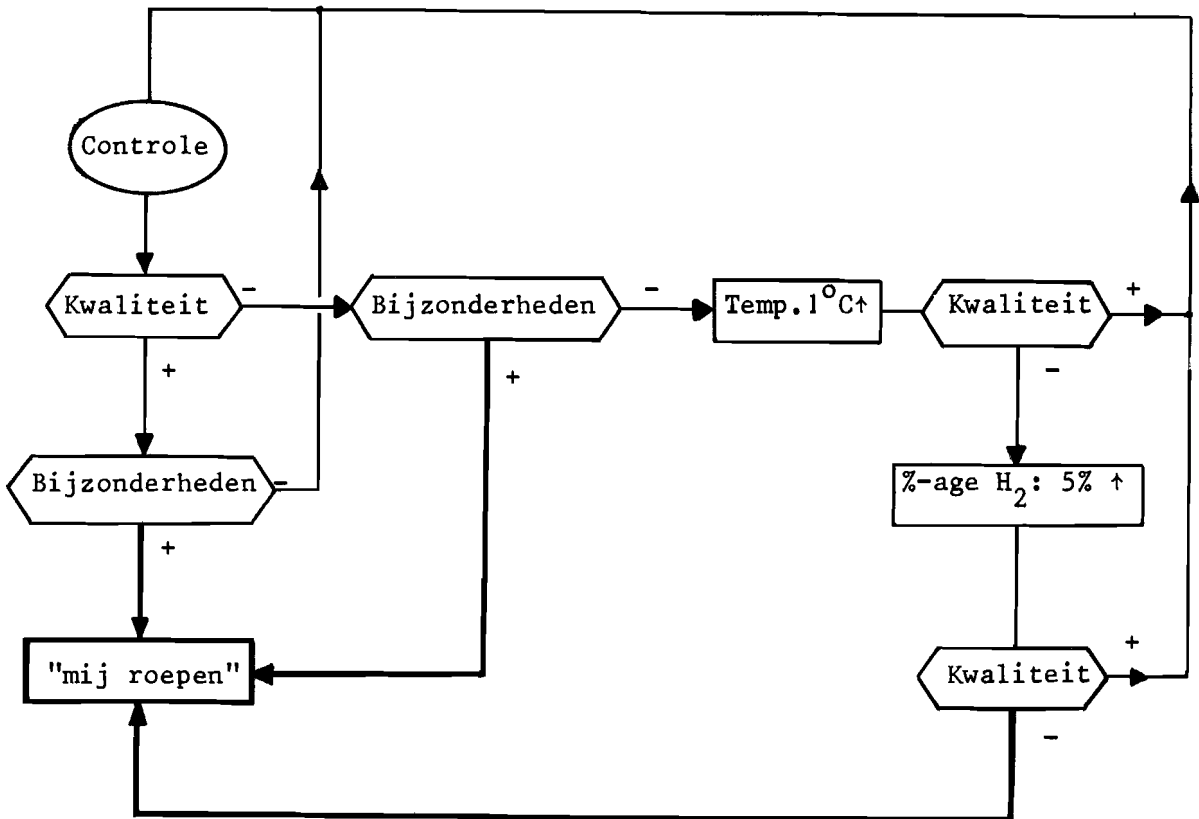 Controle
Kwaliteit
-
Bijzonderheden
-
Temp.1°C↑
Kwaliteit
+
+
+
-
Bijzonderheden
-
%-age H2: 5% ↑
+
"mij roepen"
Kwaliteit
+
-